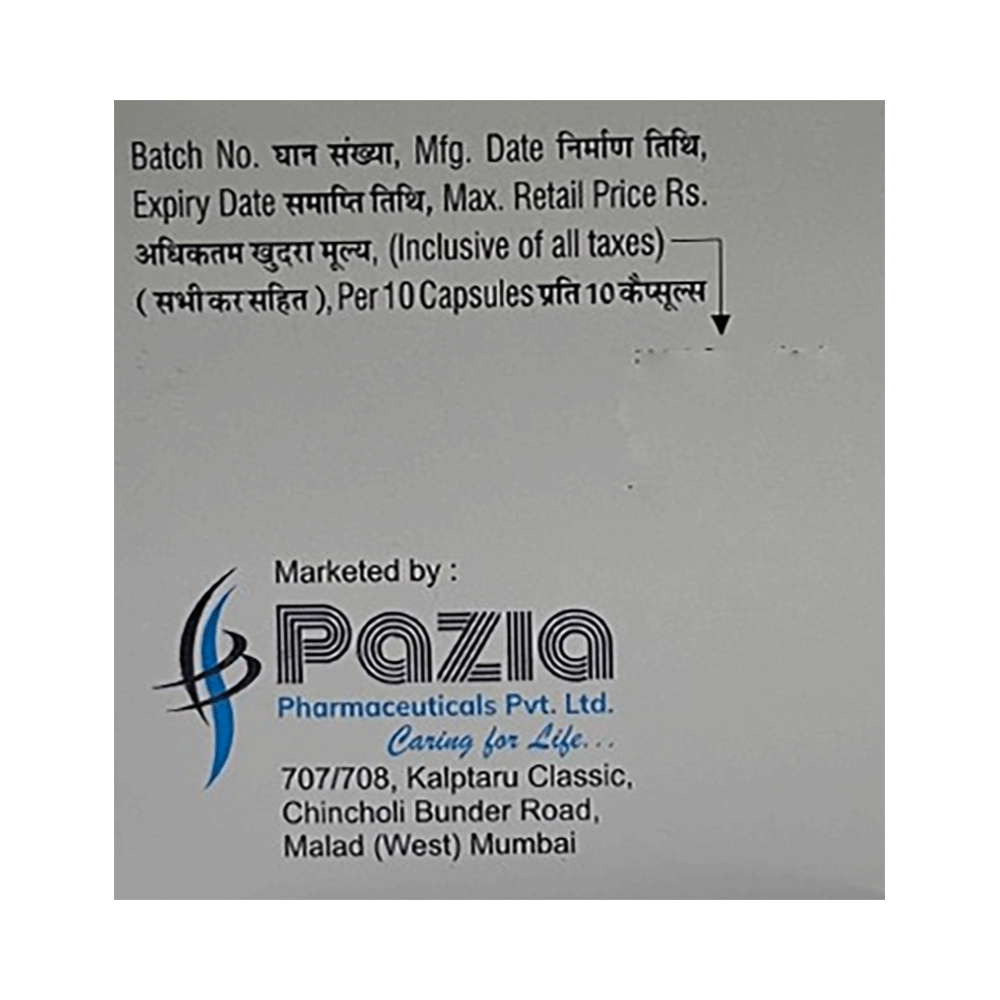 Batch No. घान संख्या, Mfg. Date निर्माण तिथि,
Expiry Date समाप्ति तिथि, Max. Retail Price Rs.
अधिकतम खुदरा मूल्य, (Inclusive of all taxes)
( सभी कर सहित ), Per 10 Capsules प्रति 10 कैप्सूल्स
Marketed by :
Pazia
Pharmaceuticals Pvt. Ltd.
Caring for Life...
707/708, Kalptaru Classic,
Chincholi Bunder Road,
Malad (West) Mumbai